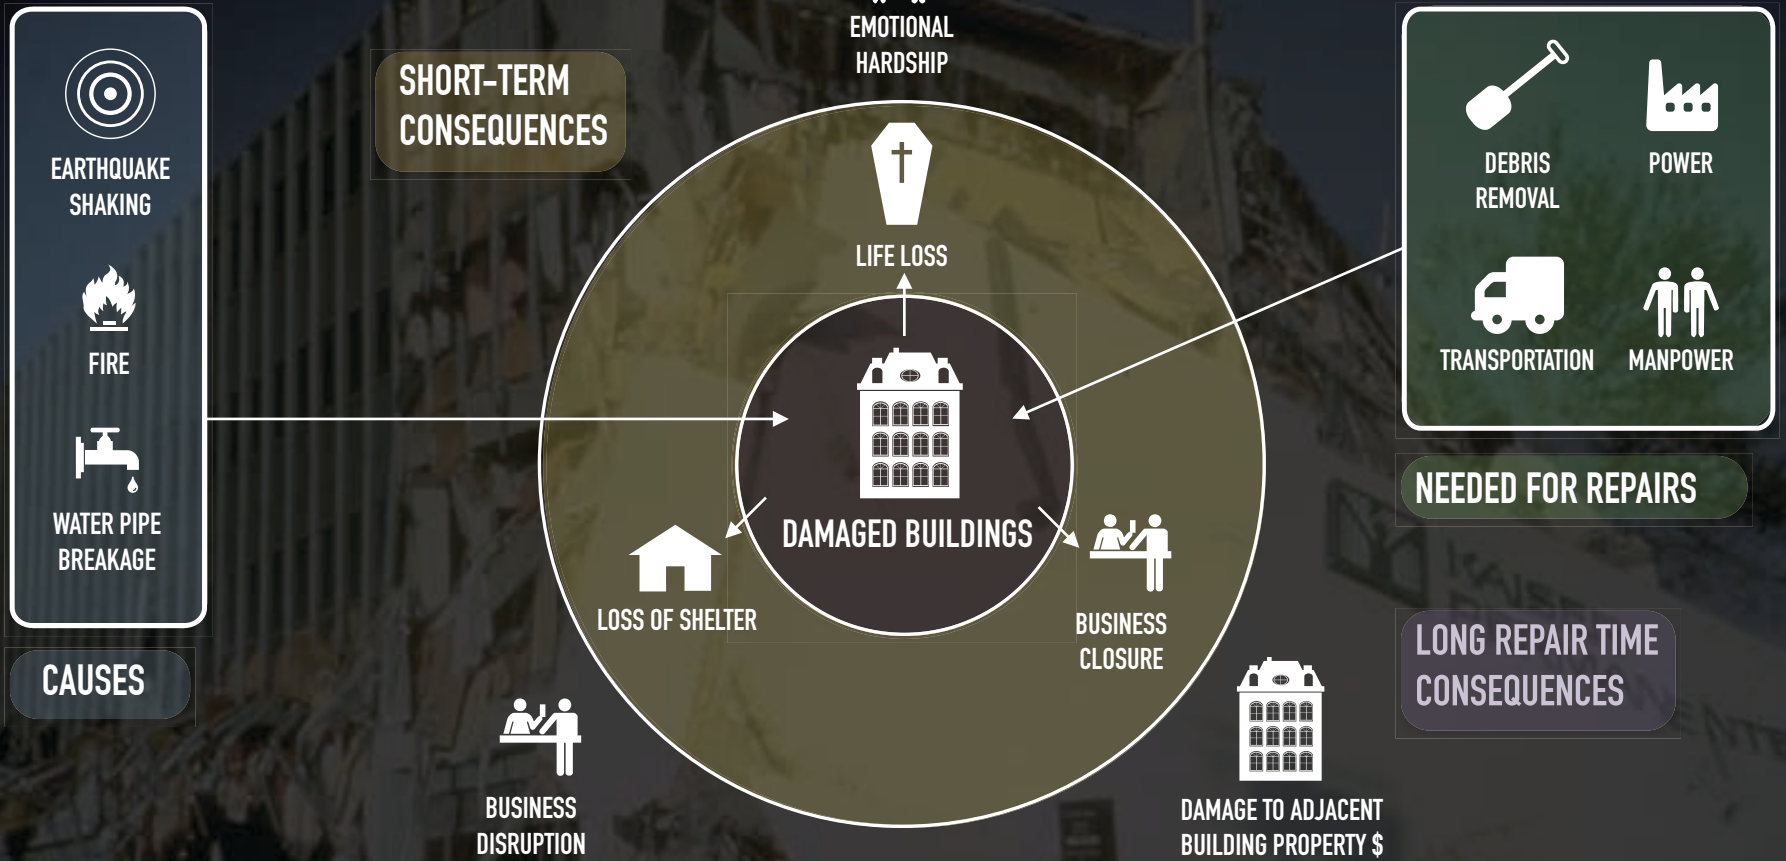 EMOTIONAL
HARDSHIP
SHORT-TERM
CONSEQUENCES
EARTHQUAKE
SHAKING
FIRE
WATER PIPE
BREAKAGE
CAUSES
LIFE LOSS
DAMAGED BUILDINGS
LOSS OF SHELTER
BUSINESS
CLOSURE
DEBRIS
REMOVAL
POWER
TRANSPORTATION
MANPOWER
NEEDED FOR REPAIRS
LONG REPAIR TIME
CONSEQUENCES
BUSINESS
DISRUPTION
DAMAGE TO ADJACENT
BUILDING PROPERTY $